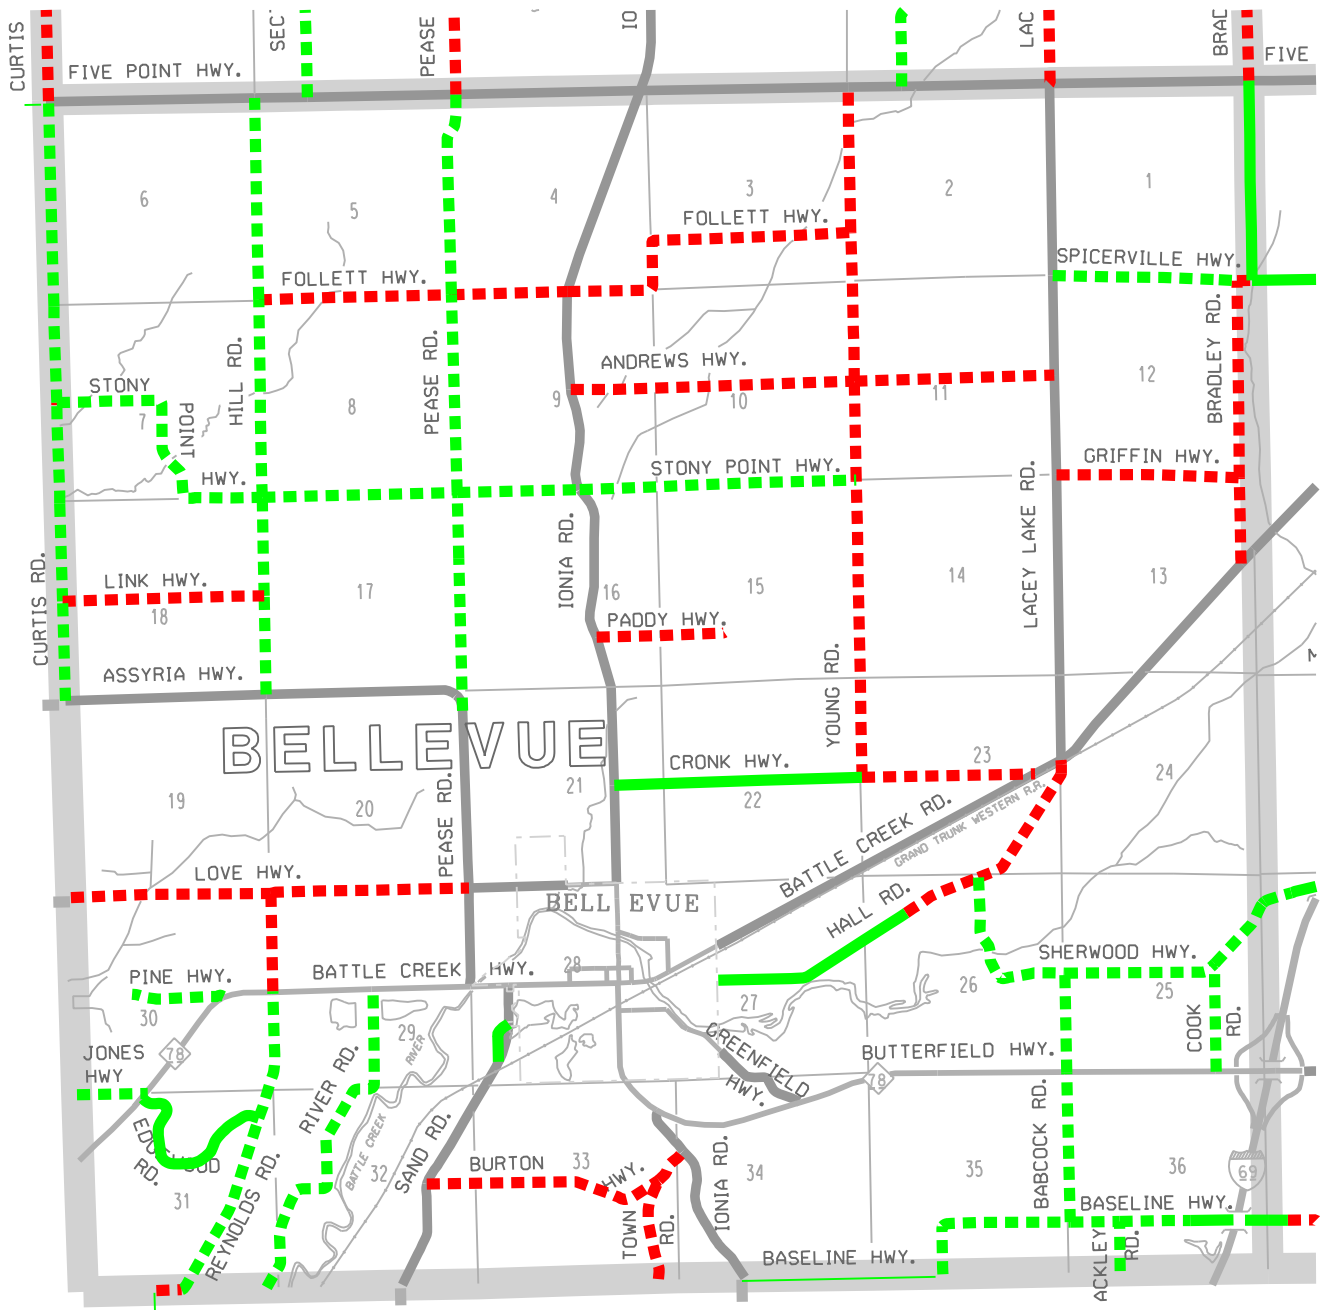 CURTIS
SEC
PEASE
IO
LAC
BRAD
FIVE POINT HWY.
FIVE
6
5
4
3
2
1
FOLLETT HWY.
SPICERVILLE HWY.
FOLLETT HWY.
HILL RD.
PEASE RD.
ANDREWS HWY.
BRADLEY RD.
STONY
POINT
HWY.
7
8
9
10
11
12
STONY POINT HWY.
GRIFFIN HWY.
CURTIS RD.
IONIA RD.
LACEY LAKE RD.
LINK HWY.
18
17
16
15
14
13
PADDY HWY.
YOUNG RD.
ASSYRIA HWY.
BELLEVUE
CRONK HWY.
23
19
20
21
22
24
PEASE RD.
BATTLE CREEK RD.
GRAND TRUNK WESTERN R.R.
LOVE HWY.
BELLEVUE
HALL RD.
PINE HWY.
BATTLE CREEK HWY.
28
SHERWOOD HWY.
30
29
27
26
25
COOK RD.
JONES HWY
78
RIVER RD.
RIVER
GREENFIELD HWY.
BUTTERFIELD HWY.
78
EDGEWOOD RD.
BATTLE CREEK
SAND RD.
BABCOCK RD.
REYNOLDS RD.
31
32
BURTON HWY.
33
34
35
36
69
TOWN RD.
IONIA RD.
BASELINE HWY.
BASELINE HWY.
ACKLEY RD.